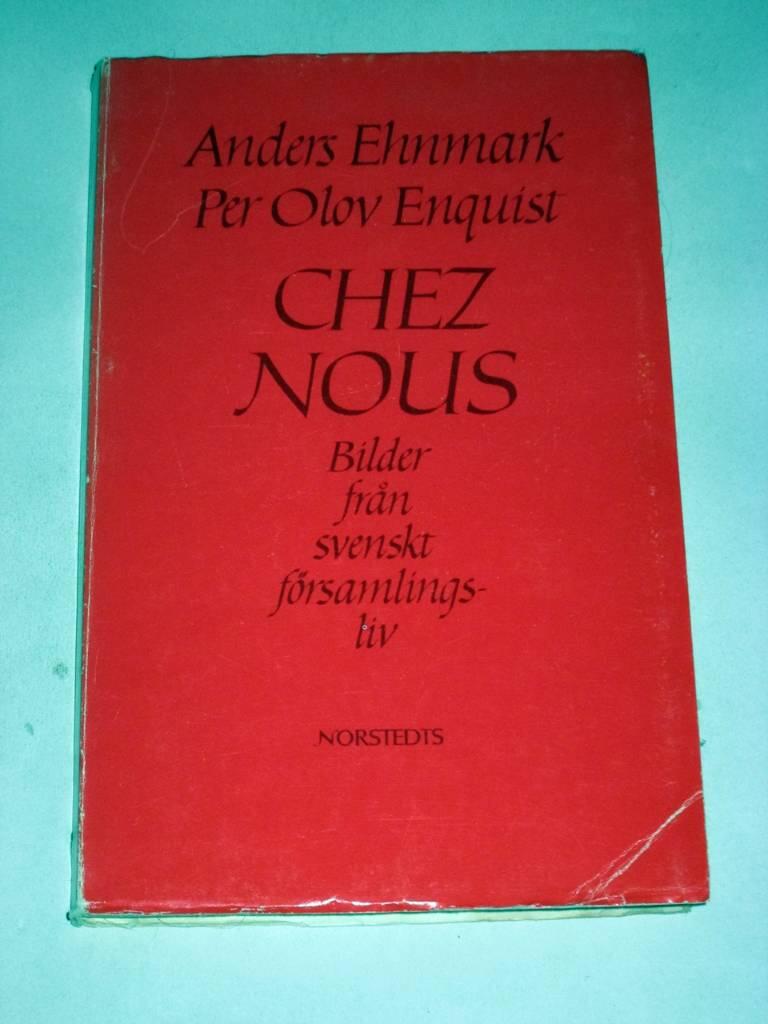 Anders Ehnmark
Per Olov Enquist
CHEZ
NOUS
Bilder
från
svenskt
församlings-
liv
NORSTEDTS